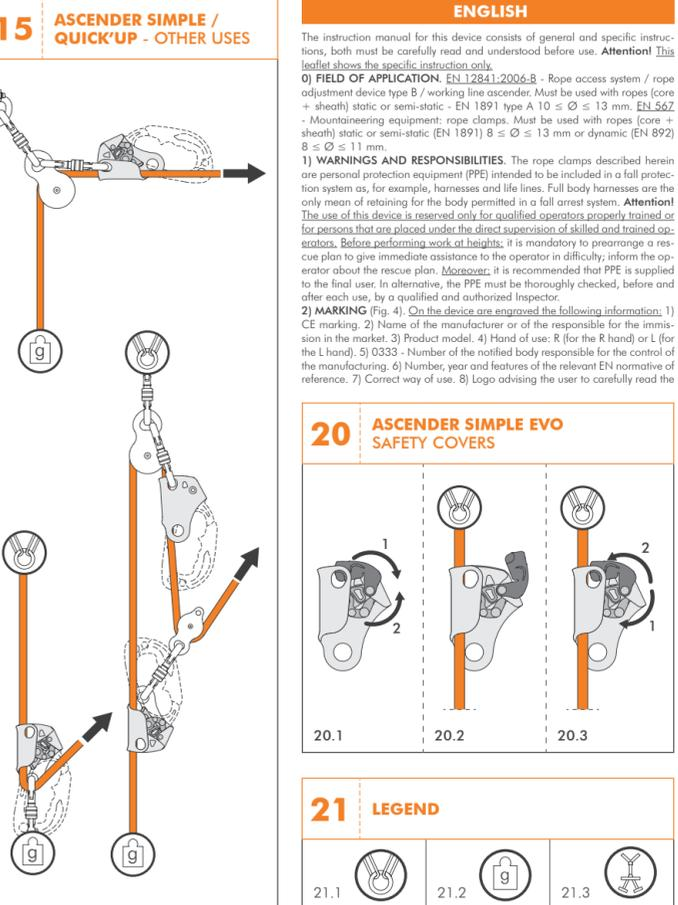 15
ASCENDER SIMPLE /
QUICK'UP - OTHER USES
g
g
g
ENGLISH
The instruction manual for this device consists of general and specific instruc-
tions, both must be carefully read and understood before use. Attention! This
leaflet shows the specific instruction only.
0) FIELD OF APPLICATION. EN 12841:2006-B - Rope access system / rope
adjustment device type B / working line ascender. Must be used with ropes (core
+ sheath) static or semi-static - EN 1891 type A 10 ≤ Ø ≤ 13 mm. EN 567
- Mountaineering equipment: rope clamps. Must be used with ropes (core +
sheath) static or semi-static (EN 1891) 8 ≤ Ø ≤ 13 mm or dynamic (EN 892)
8 ≤ Ø ≤ 11 mm.
1) WARNINGS AND RESPONSIBILITIES. The rope clamps described herein
are personal protection equipment (PPE) intended to be included in a fall protec-
tion system as, for example, harnesses and life lines. Full body harnesses are the
only mean of retaining for the body permitted in a fall arrest system. Attention!
The use of this device is reserved only for qualified operators properly trained or
for persons that are placed under the direct supervision of skilled and trained op-
erators. Before performing work at heights: it is mandatory to prearrange a res-
cue plan to give immediate assistance to the operator in difficulty; inform the op-
erator about the rescue plan. Moreover: it is recommended that PPE is supplied
to the final user. In alternative, the PPE must be thoroughly checked, before and
after each use, by a qualified and authorized Inspector.
2) MARKING (Fig. 4). On the device are engraved the following information: 1)
CE marking. 2) Name of the manufacturer or of the responsible for the immis-
sion in the market. 3) Product model. 4) Hand of use: R (for the R hand) or L (for
the L hand). 5) 0333 - Number of the notified body responsible for the control of
the manufacturing. 6) Number, year and features of the relevant EN normative of
reference. 7) Correct way of use. 8) Logo advising the user to carefully read the
20
ASCENDER SIMPLE EVO
SAFETY COVERS
1
2
2
1
20.1
20.2
20.3
21
LEGEND
21.1
21.2
g
21.3